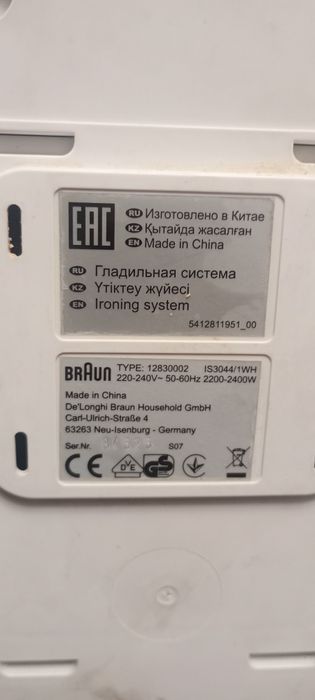 EAC
RU Изготовлено в Китае
KZ Қытайда жасалған
EN Made in China
RU Гладильная система
KZ Үтіктеу жүйесі
EN Ironing system
5412811951_00
BRAUN TYPE: 12830002 IS3044/1WH
220-240V~ 50-60Hz 2200-2400W
Made in China
De'Longhi Braun Household GmbH
Carl-Ulrich-Straße 4
63263 Neu-Isenburg - Germany
Ser.Nr. S07
CE DVE GS